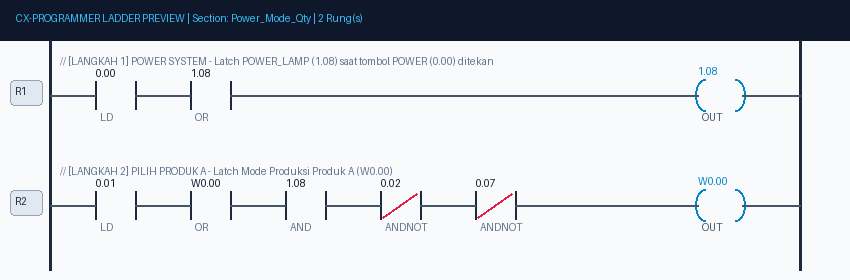 CX-PROGRAMMER LADDER PREVIEW | Section: Power_Mode_Qty | 2 Rung(s)
// [LANGKAH 1] POWER SYSTEM - Latch POWER_LAMP (1.08) saat tombol POWER (0.00) ditekan
0.00 1.08 1.08
R1
LD OR OUT
// [LANGKAH 2] PILIH PRODUK A - Latch Mode Produksi Produk A (W0.00)
0.01 W0.00 1.08 0.02 0.07 W0.00
R2
LD OR AND ANDNOT ANDNOT OUT